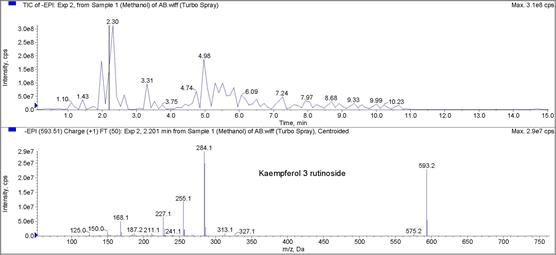 TIC of -EPI: Exp 2, from Sample 1 (Methanol) of AB.wiff (Turbo Spray)
Max. 3.1e8 cps
Intensity, cps
3.0e8
2.5e8
2.0e8
1.5e8
1.0e8
5.0e7
0.0
1.10 1.43 2.30 3.31 3.75 4.74 4.98 6.09 7.24 7.97 8.68 9.33 9.99 10.23
1.0 2.0 3.0 4.0 5.0 6.0 7.0 8.0 9.0 10.0 11.0 12.0 13.0 14.0 15.0
Time, min
-EPI (593.51) Charge (+1) FT (50): Exp 2, 2.201 min from Sample 1 (Methanol) of AB.wiff (Turbo Spray), Centroided
Max. 2.9e7 cps
Intensity, cps
2.9e7
2.5e7
2.0e7
1.5e7
1.0e7
5.0e6
0.0e0
Kaempferol 3 rutinoside
125.0 150.0 168.1 187.2 211.1 227.1 241.1 255.1 284.1 313.1 327.1 575.2 593.2
100 150 200 250 300 350 400 450 500 550 600 650 700 750
m/z, Da